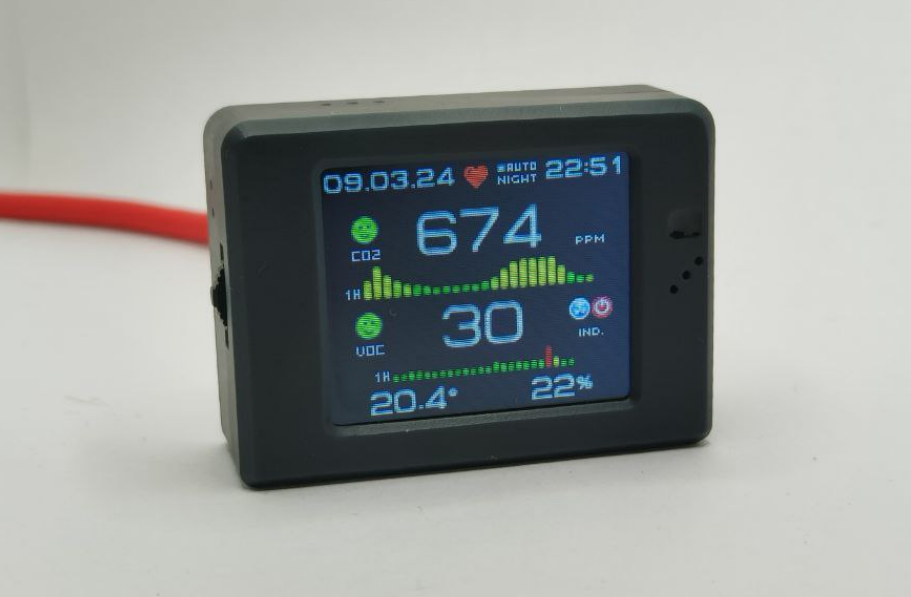 09.03.24 AUTO NIGHT 22:51
674
CO2 PPM
1H
30
VOC IND.
1H
20.4° 22%